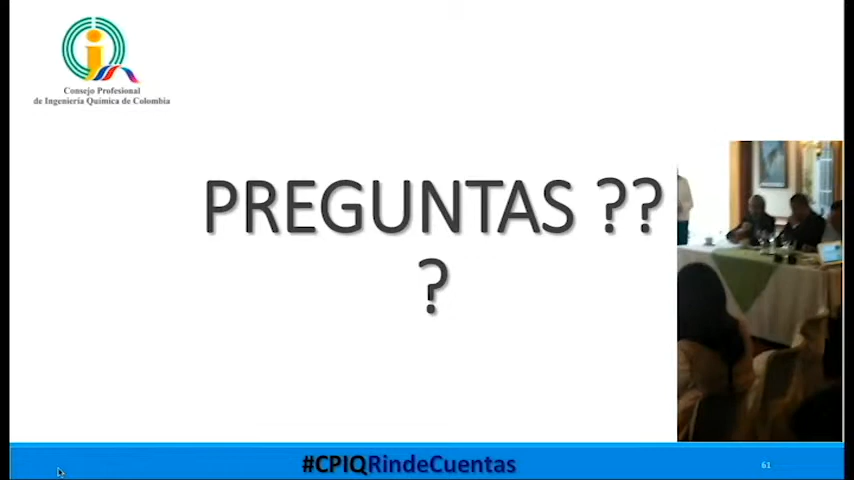 Consejo Profesional
de Ingeniería Química de Colombia
PREGUNTAS ??
?
#CPIQRindeCuentas
61